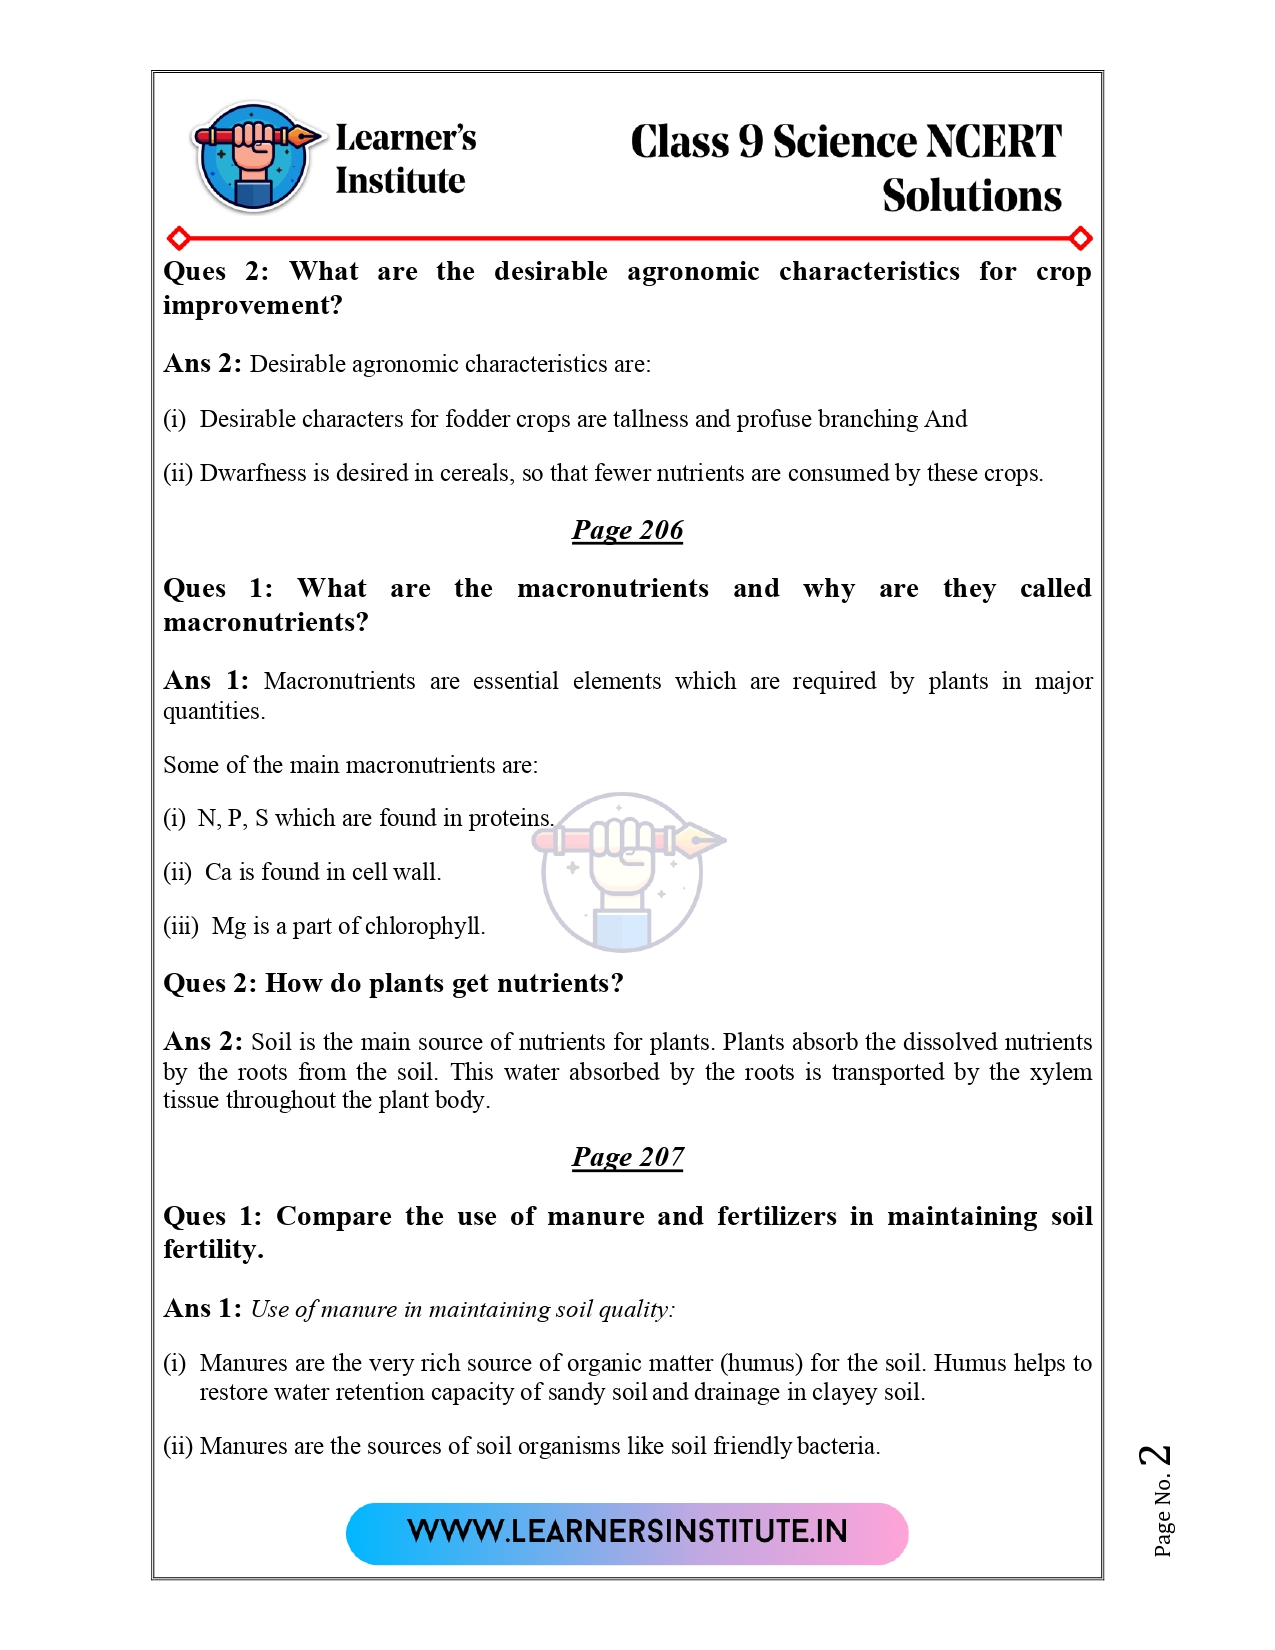 Learner's
Institute
Class 9 Science NCERT
Solutions
Ques 2: What are the desirable agronomic characteristics for crop
improvement?
Ans 2: Desirable agronomic characteristics are:
(i) Desirable characters for fodder crops are tallness and profuse branching And
(ii) Dwarfness is desired in cereals, so that fewer nutrients are consumed by these crops.
Page 206
Ques 1: What are the macronutrients and why are they called
macronutrients?
Ans 1: Macronutrients are essential elements which are required by plants in major
quantities.
Some of the main macronutrients are:
(i) N, P, S which are found in proteins.
(ii) Ca is found in cell wall.
(iii) Mg is a part of chlorophyll.
Ques 2: How do plants get nutrients?
Ans 2: Soil is the main source of nutrients for plants. Plants absorb the dissolved nutrients
by the roots from the soil. This water absorbed by the roots is transported by the xylem
tissue throughout the plant body.
Page 207
Ques 1: Compare the use of manure and fertilizers in maintaining soil
fertility.
Ans 1: Use of manure in maintaining soil quality:
(i) Manures are the very rich source of organic matter (humus) for the soil. Humus helps to
restore water retention capacity of sandy soil and drainage in clayey soil.
(ii) Manures are the sources of soil organisms like soil friendly bacteria.
WWW.LEARNERSINSTITUTE.IN
Page No. 2